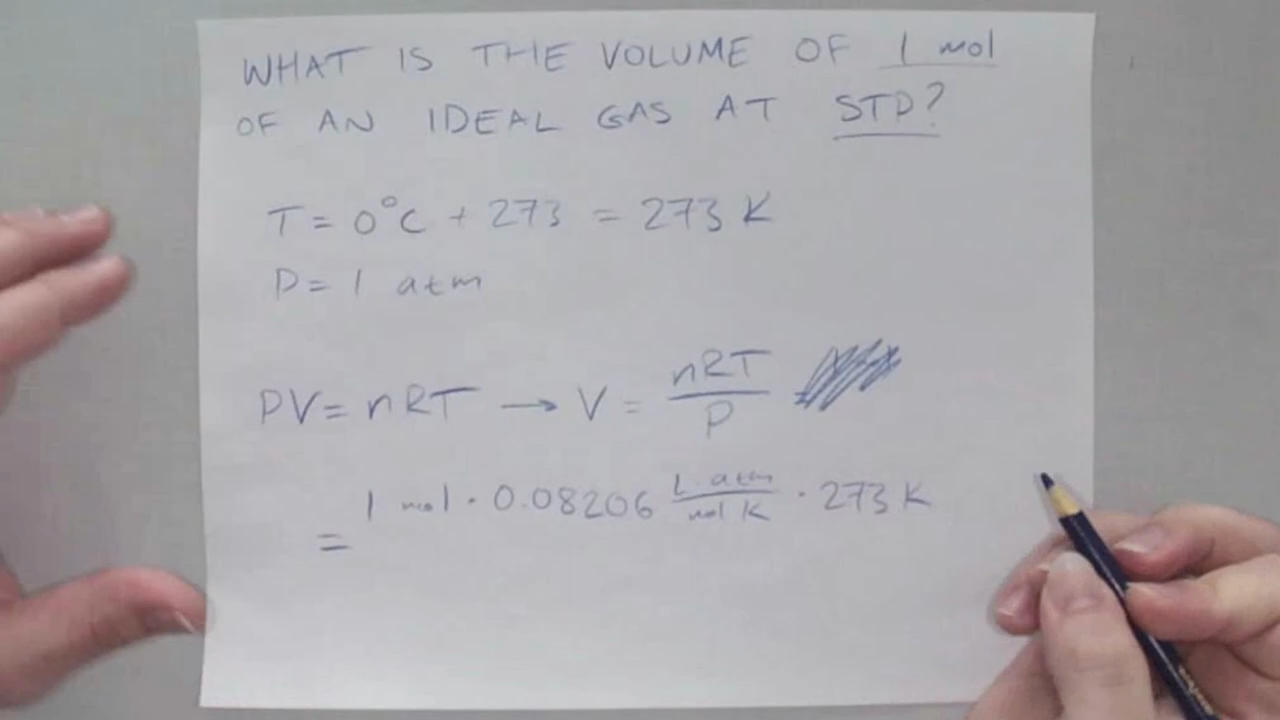 WHAT IS THE VOLUME OF 1 mol
OF AN IDEAL GAS AT STP?
T = 0°C + 273 = 273 K
P = 1 atm
PV = nRT → V = nRT/P
= 1 mol · 0.08206 L·atm/mol K · 273 K